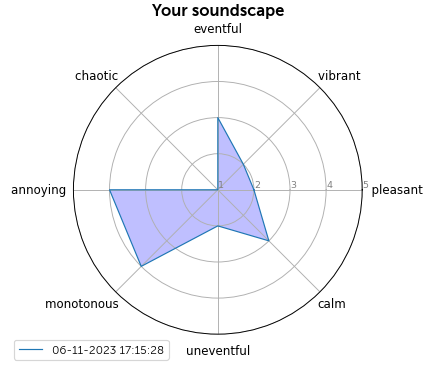 Your soundscape
eventful
chaotic
vibrant
annoying
1
2
3
4
5
pleasant
monotonous
calm
06-11-2023 17:15:28
uneventful